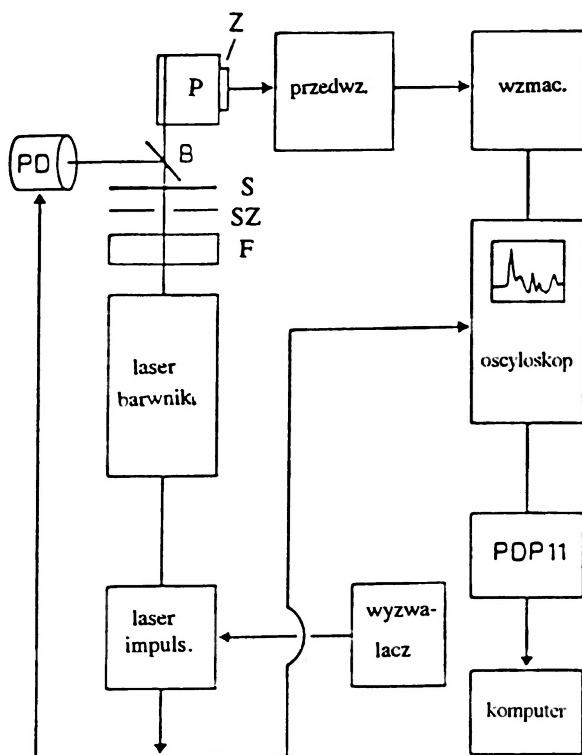 Z
P
przedwz.
wzmac.
PD
B
S
SZ
F
laser
barwnik.
oscyloskop
PDP11
laser
impuls.
wyzwa-
lacz
komputer